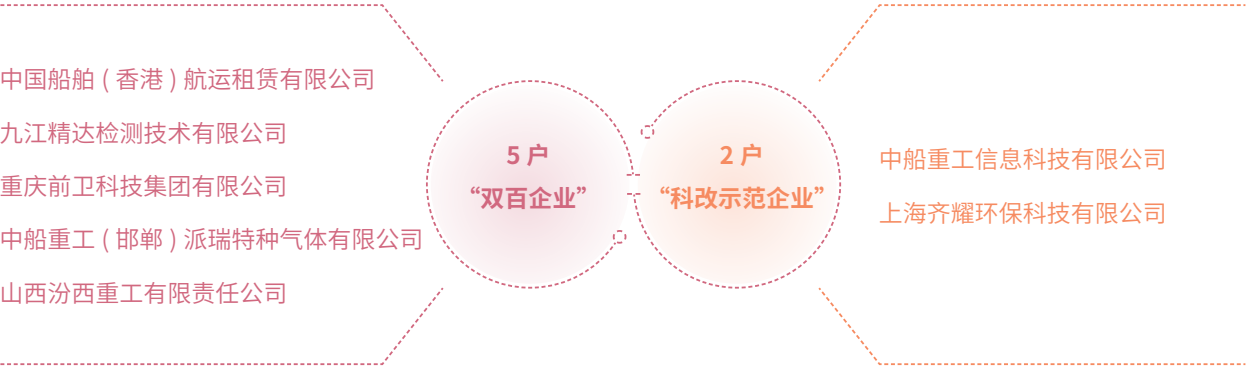 中国船舶 ( 香港 ) 航运租赁有限公司
九江精达检测技术有限公司
重庆前卫科技集团有限公司
中船重工 ( 邯郸 ) 派瑞特种气体有限公司
山西汾西重工有限责任公司
5 户
“双百企业”
2 户
“科改示范企业”
中船重工信息科技有限公司
上海齐耀环保科技有限公司